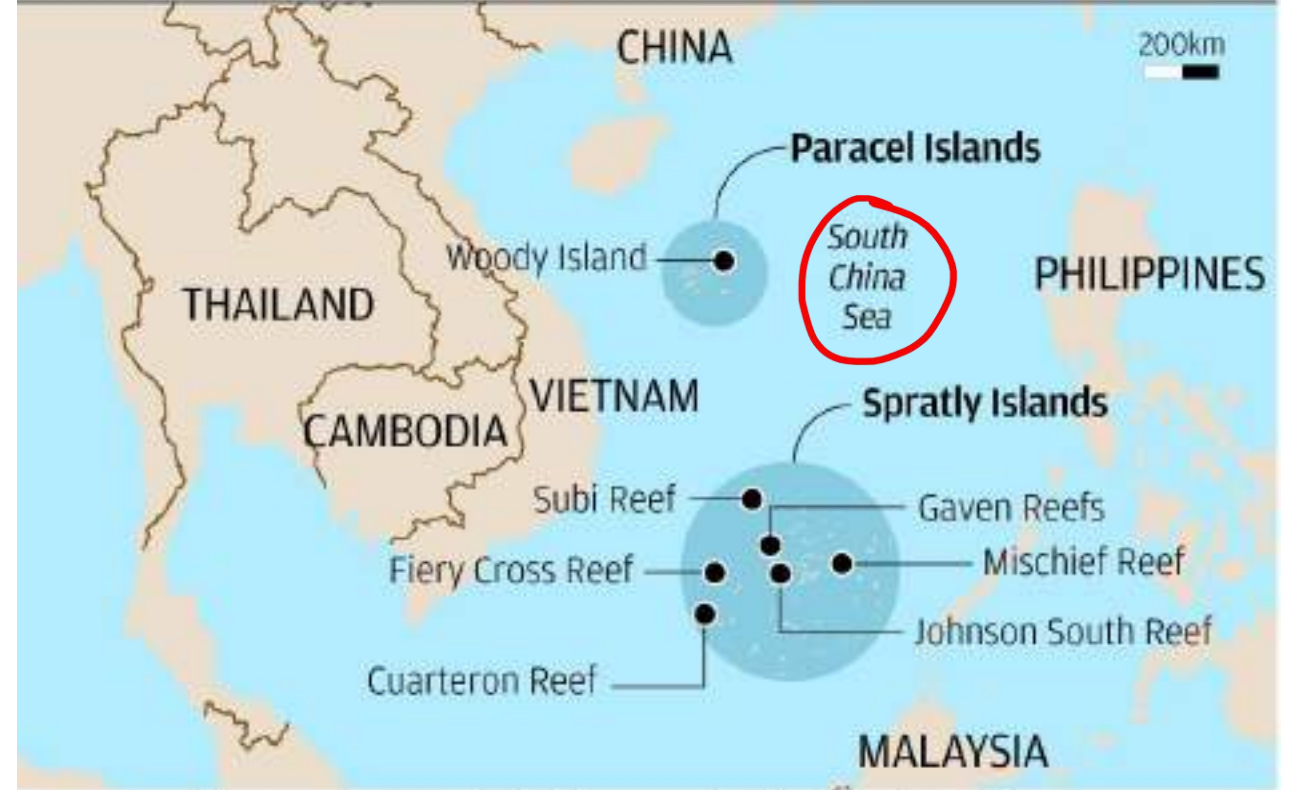 CHINA
200km
Paracel Islands
South
China
Sea
Woody Island
THAILAND
PHILIPPINES
VIETNAM
CAMBODIA
Spratly Islands
Subi Reef
Gaven Reefs
Fiery Cross Reef
Mischief Reef
Johnson South Reef
Cuarteron Reef
MALAYSIA